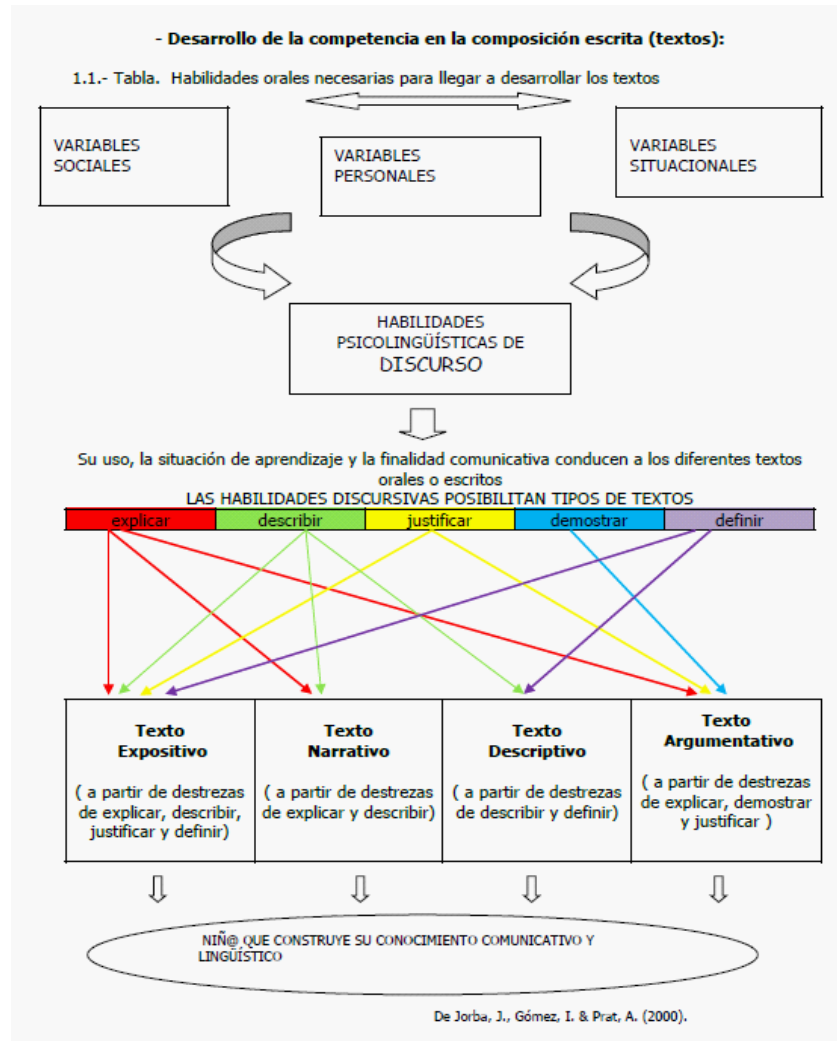 - Desarrollo de la competencia en la composición escrita (textos):
1.1.- Tabla. Habilidades orales necesarias para llegar a desarrollar los textos
VARIABLES
SOCIALES
VARIABLES
PERSONALES
VARIABLES
SITUACIONALES
HABILIDADES
PSICOLINGÜÍSTICAS DE
DISCURSO
Su uso, la situación de aprendizaje y la finalidad comunicativa conducen a los diferentes textos
orales o escritos
LAS HABILIDADES DISCURSIVAS POSIBILITAN TIPOS DE TEXTOS
explicar describir justificar demostrar definir
Texto
Expositivo
( a partir de destrezas
de explicar, describir,
justificar y definir)
Texto
Narrativo
( a partir de destrezas
de explicar y describir)
Texto
Descriptivo
( a partir de destrezas
de describir y definir)
Texto
Argumentativo
( a partir de destrezas
de explicar, demostrar
y justificar )
NIÑ@ QUE CONSTRUYE SU CONOCIMIENTO COMUNICATIVO Y
LINGÜÍSTICO
De Jorba, J., Gómez, I. & Prat, A. (2000).